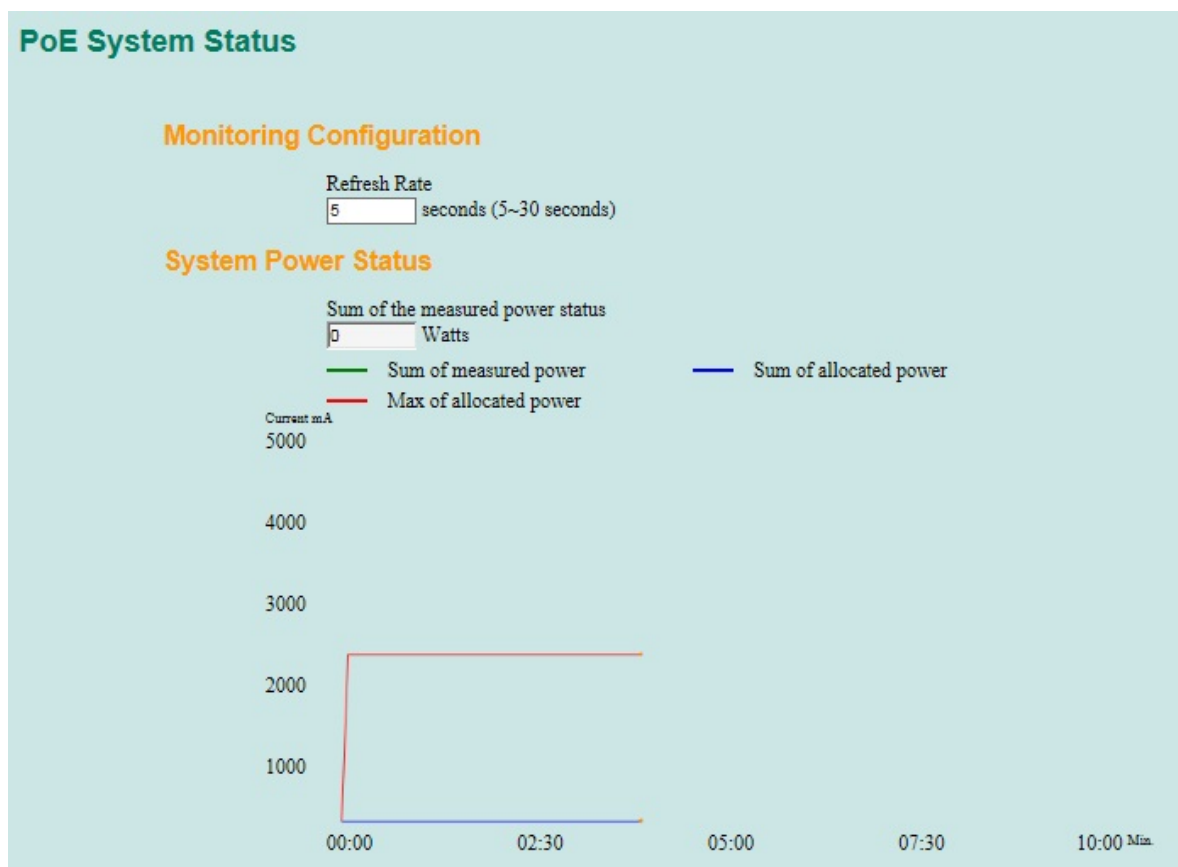 PoE System Status
Monitoring Configuration
Refresh Rate
5 seconds (5~30 seconds)
System Power Status
Sum of the measured power status
0 Watts
Sum of measured power Sum of allocated power
Max of allocated power
Current mA
5000
4000
3000
2000
1000
00:00 02:30 05:00 07:30 10:00 Min.